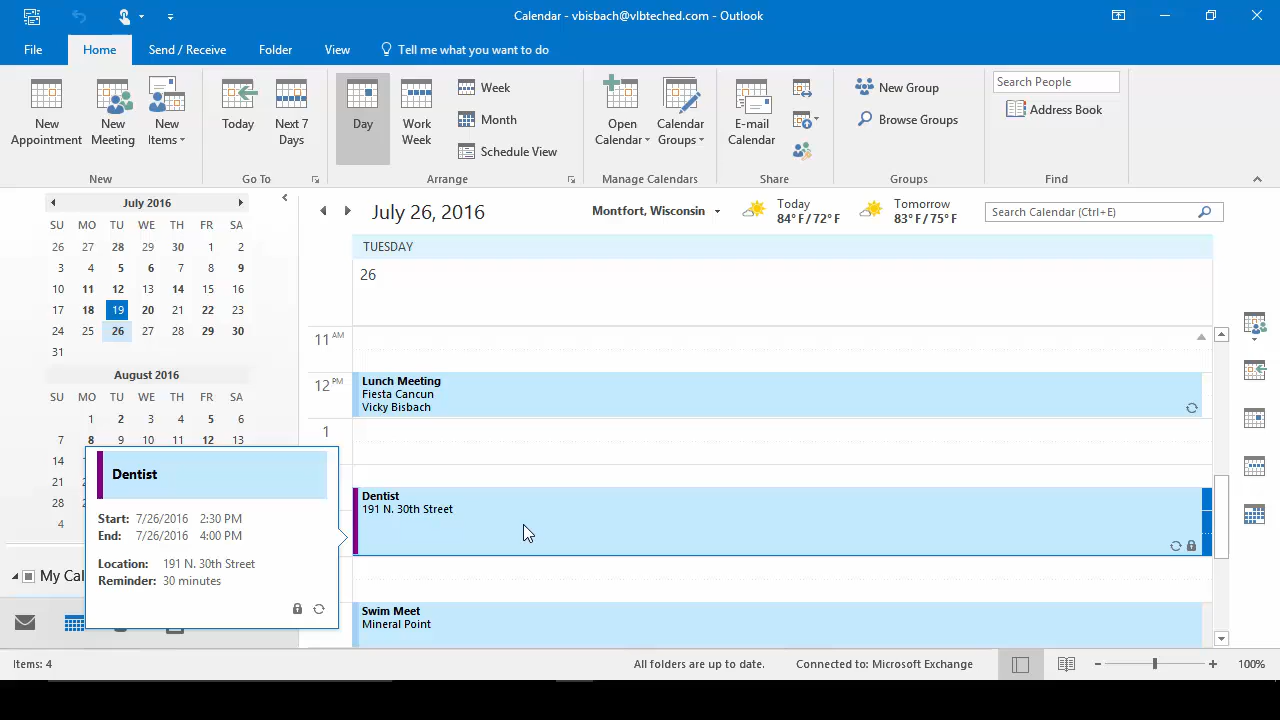 Calendar - vbisbach@vlbteched.com - Outlook
File Home Send / Receive Folder View Tell me what you want to do
New Appointment
New Meeting
New Items
New
Today
Next 7 Days
Go To
Day
Work Week
Week
Month
Schedule View
Arrange
Open Calendar
Calendar Groups
Manage Calendars
E-mail Calendar
Share
New Group
Browse Groups
Groups
Search People
Address Book
Find
July 2016
SU MO TU WE TH FR SA
26 27 28 29 30 1 2
3 4 5 6 7 8 9
10 11 12 13 14 15 16
17 18 19 20 21 22 23
24 25 26 27 28 29 30
31
August 2016
SU MO TU WE TH FR SA
1 2 3 4 5 6
7 8 9 10 11 12 13
14
21
28
4
My Cal
Dentist
Start: 7/26/2016 2:30 PM
End: 7/26/2016 4:00 PM
Location: 191 N. 30th Street
Reminder: 30 minutes
July 26, 2016
Montfort, Wisconsin
Today
84°F/72°F
Tomorrow
83°F/75°F
Search Calendar (Ctrl+E)
TUESDAY
26
11 AM
12 PM
Lunch Meeting
Fiesta Cancun
Vicky Bisbach
1
Dentist
191 N. 30th Street
Swim Meet
Mineral Point
Items: 4
All folders are up to date.
Connected to: Microsoft Exchange
100%